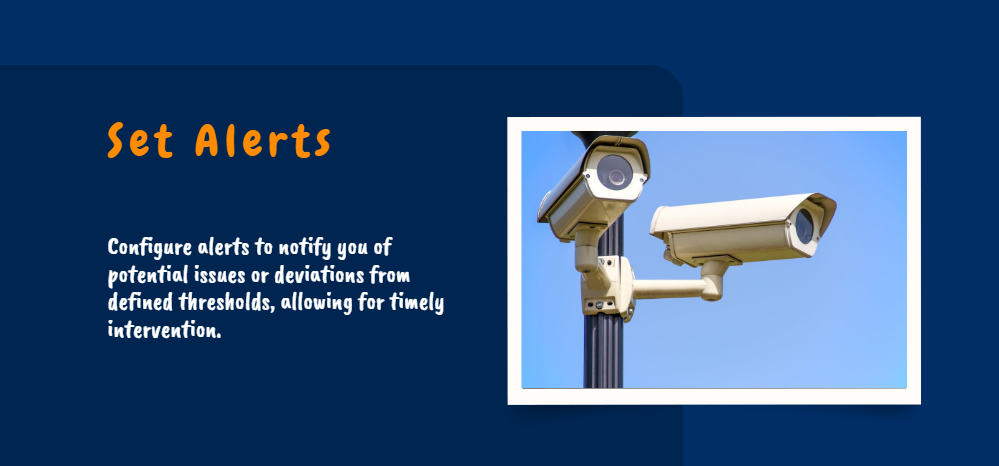 Set Alerts
Configure alerts to notify you of
potential issues or deviations from
defined thresholds, allowing for timely
intervention.